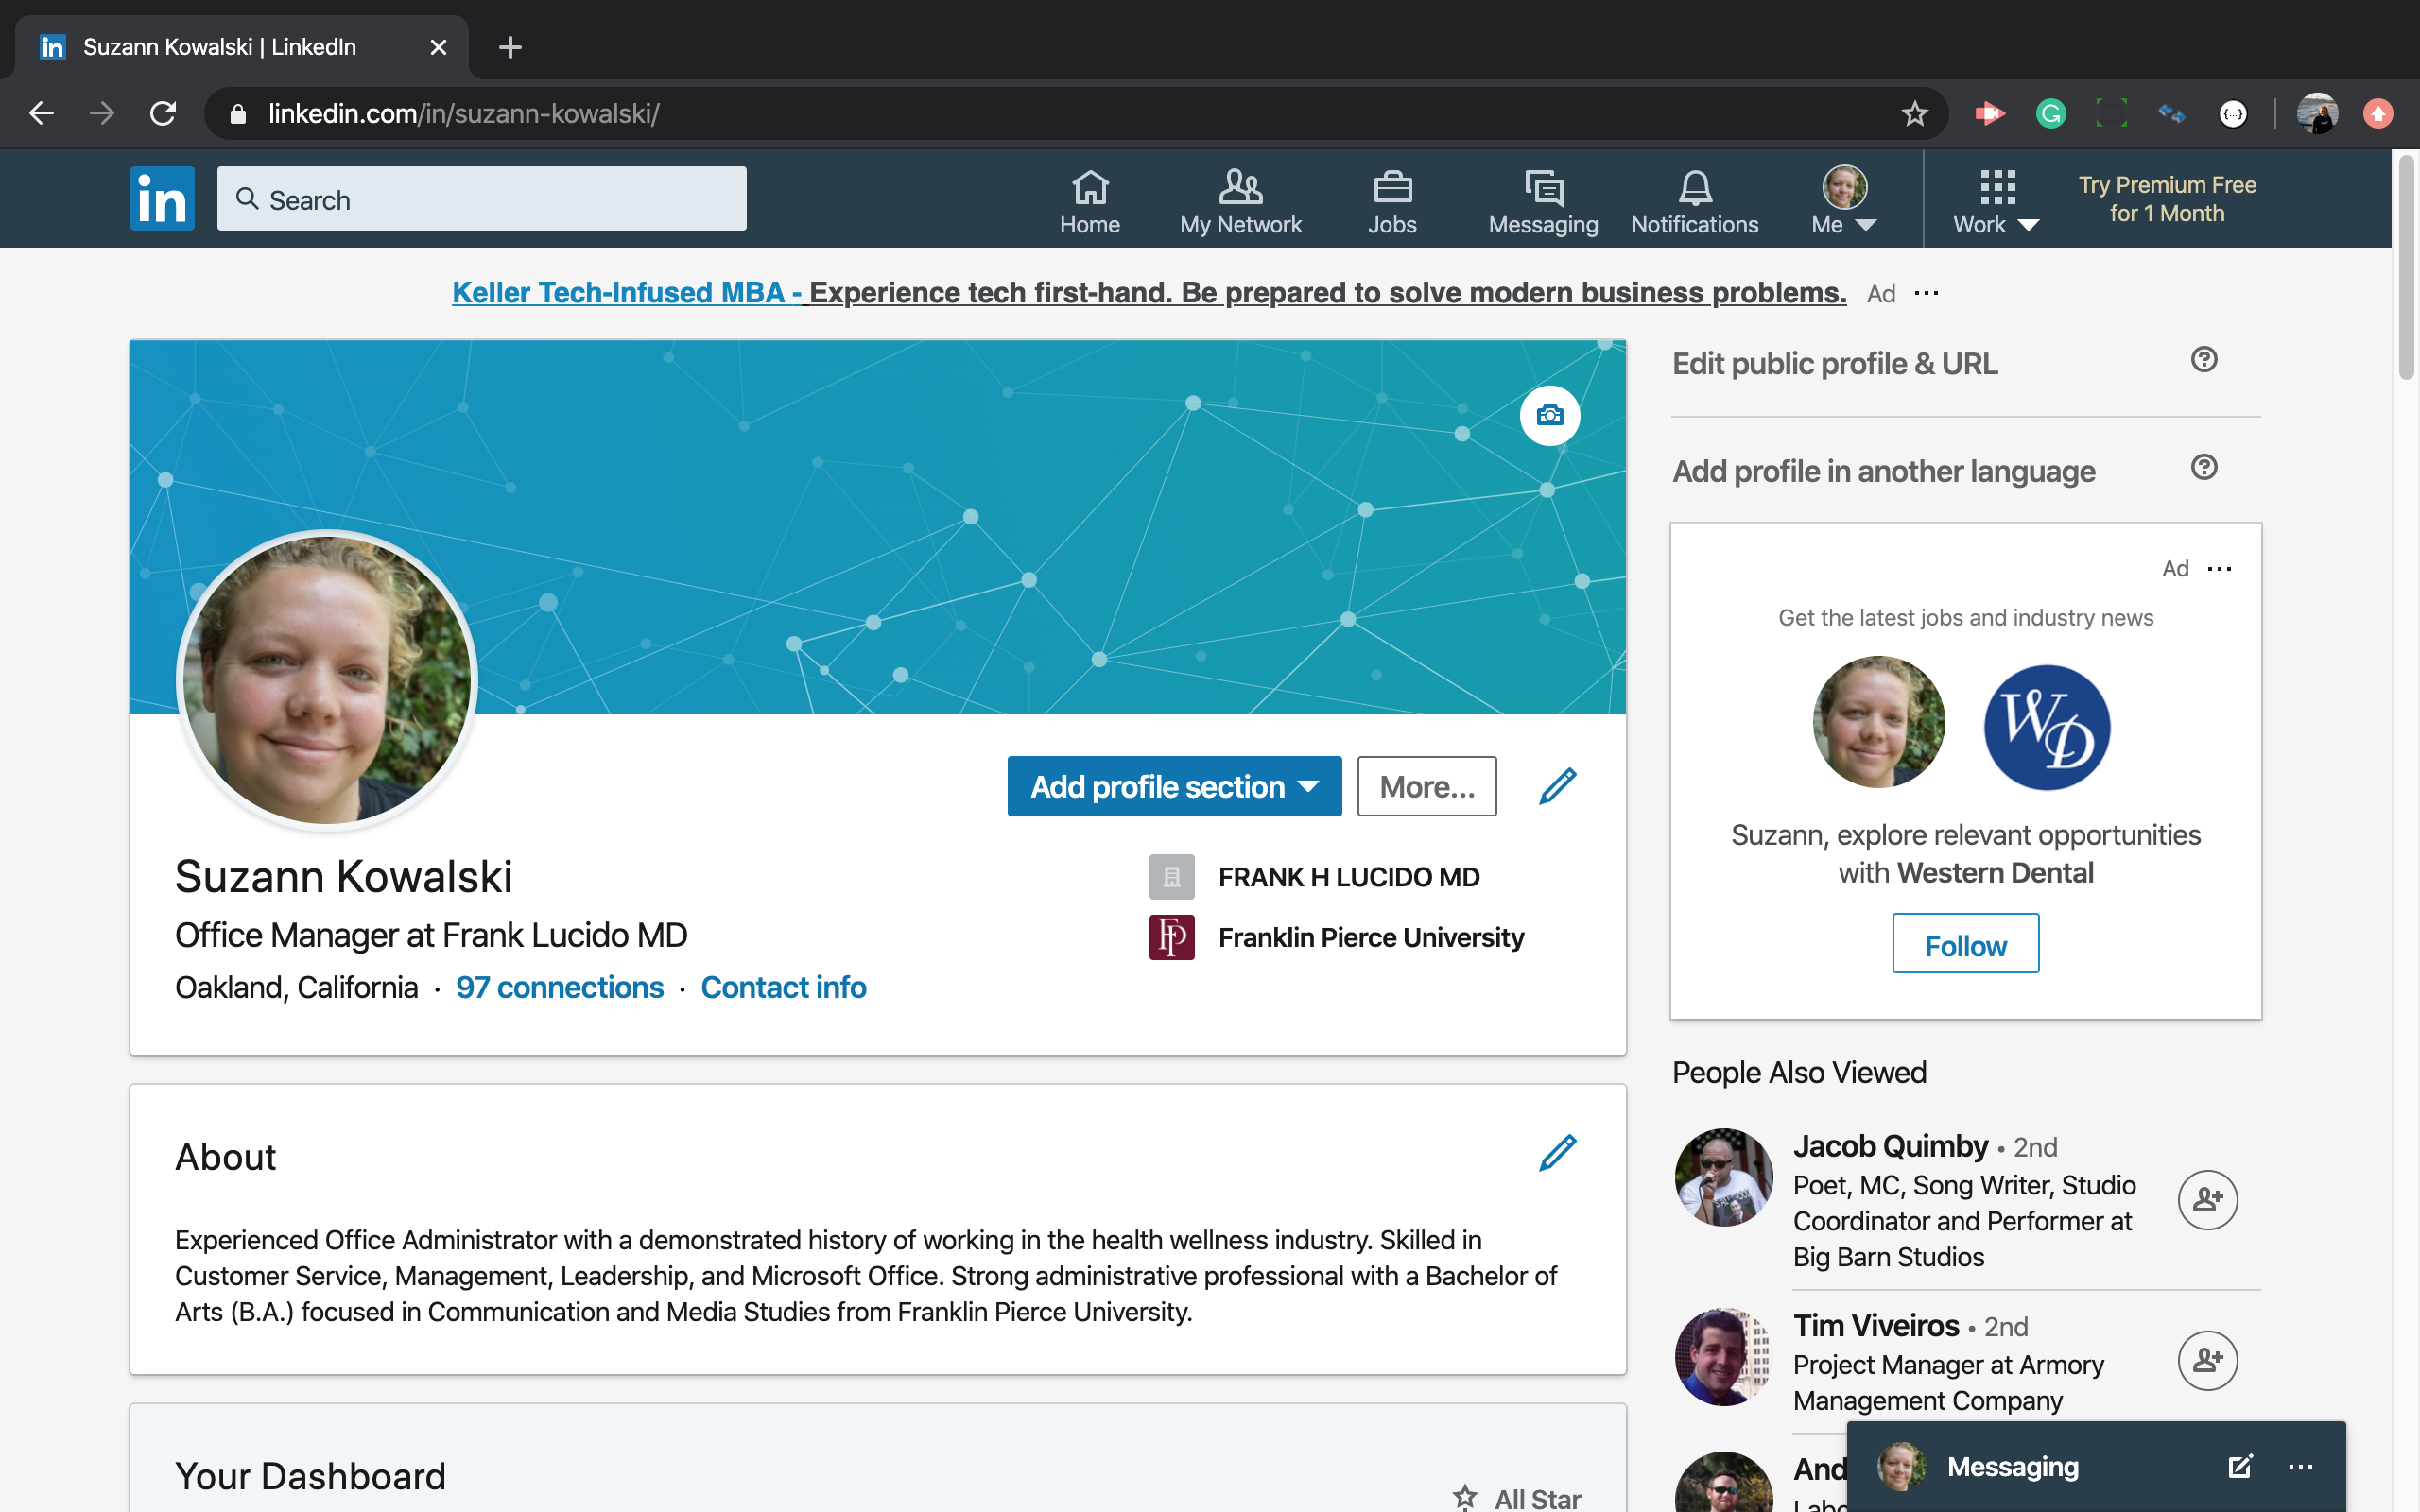 Suzann Kowalski | LinkedIn
linkedin.com/in/suzann-kowalski/
in
Search
Home
My Network
Jobs
Messaging
Notifications
Me
Work
Try Premium Free
for 1 Month
Keller Tech-Infused MBA - Experience tech first-hand. Be prepared to solve modern business problems. Ad ...
Add profile section
More...
Suzann Kowalski
Office Manager at Frank Lucido MD
Oakland, California · 97 connections · Contact info
FRANK H LUCIDO MD
FP
Franklin Pierce University
About
Experienced Office Administrator with a demonstrated history of working in the health wellness industry. Skilled in
Customer Service, Management, Leadership, and Microsoft Office. Strong administrative professional with a Bachelor of
Arts (B.A.) focused in Communication and Media Studies from Franklin Pierce University.
Your Dashboard
All Star
Edit public profile & URL
Add profile in another language
Ad ...
Get the latest jobs and industry news
WD
Suzann, explore relevant opportunities
with Western Dental
Follow
People Also Viewed
Jacob Quimby • 2nd
Poet, MC, Song Writer, Studio
Coordinator and Performer at
Big Barn Studios
Tim Viveiros • 2nd
Project Manager at Armory
Management Company
And
Messaging